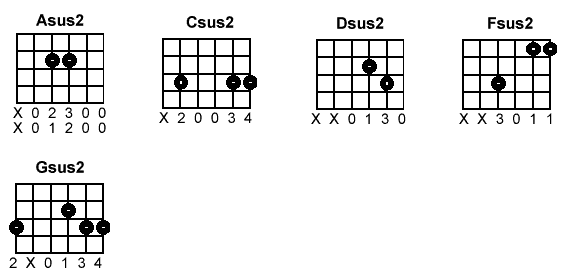 Asus2 Csus2 Dsus2 Fsus2
X 0 2 3 0 0
X 0 1 2 0 0
X 2 0 0 3 4
X X 0 1 3 0
X X 3 0 1 1
Gsus2
2 X 0 1 3 4